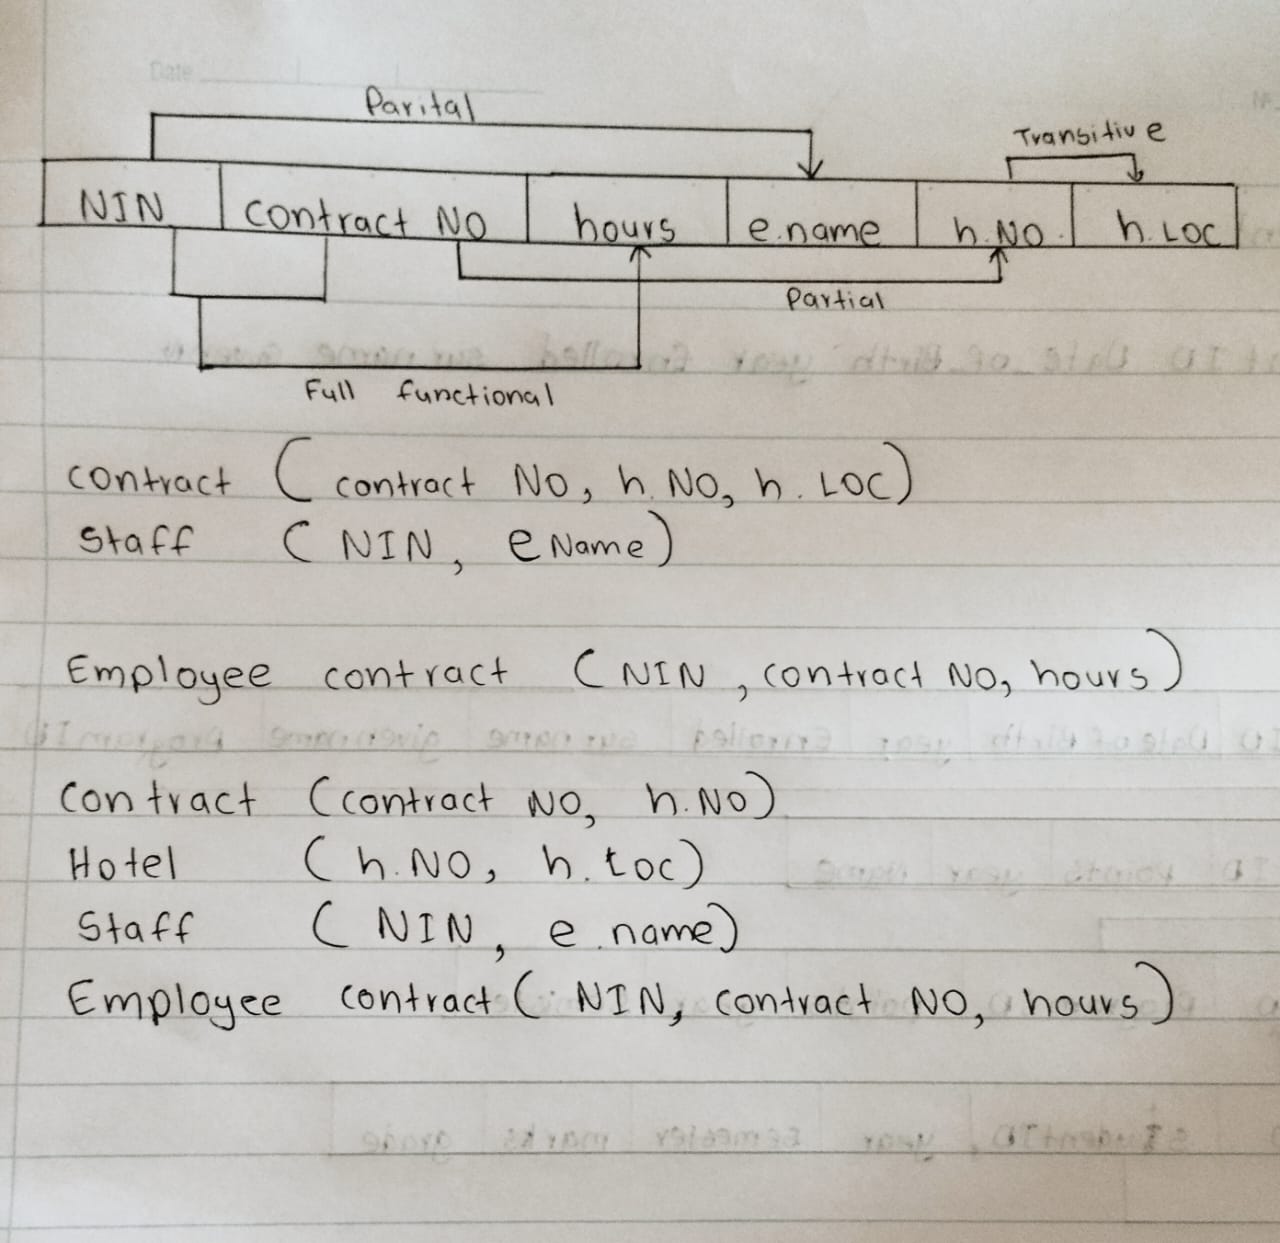 Date
Parital
Transitive
NIN contract NO hours e.name h.NO. h.LOC
Partial
Full functional
contract (contract NO, h.NO, h.LOC)
Staff (NIN, eName)
Employee contract (NIN, contract NO, hours)
Contract (contract NO, h.NO)
Hotel (h.NO, h.Loc)
Staff (NIN, e.name)
Employee contract (NIN, contract NO, hours)